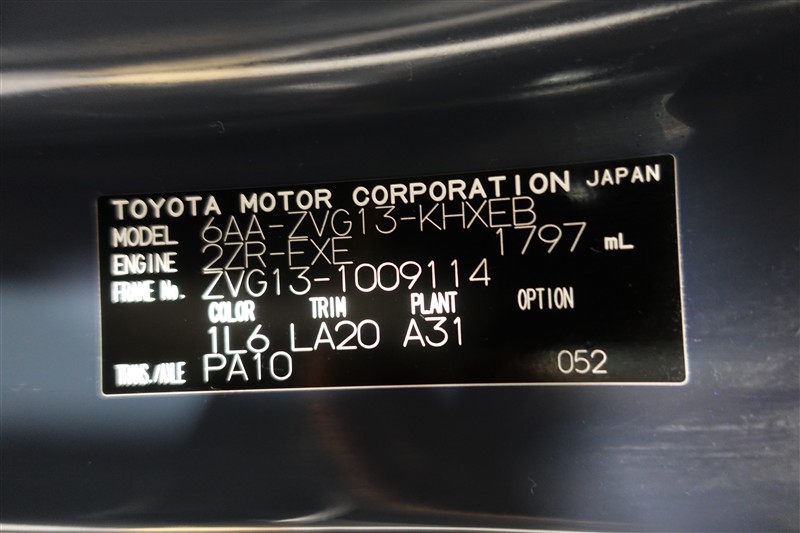 TOYOTA MOTOR CORPORATION JAPAN
MODEL 6AA-ZVG13-KHXEB
ENGINE 2ZR-EXE 1797 mL
FRAME No. ZVG13-1009114
COLOR TRIM PLANT OPTION
1L6 LA20 A31
TRANS./AXLE PA10 052